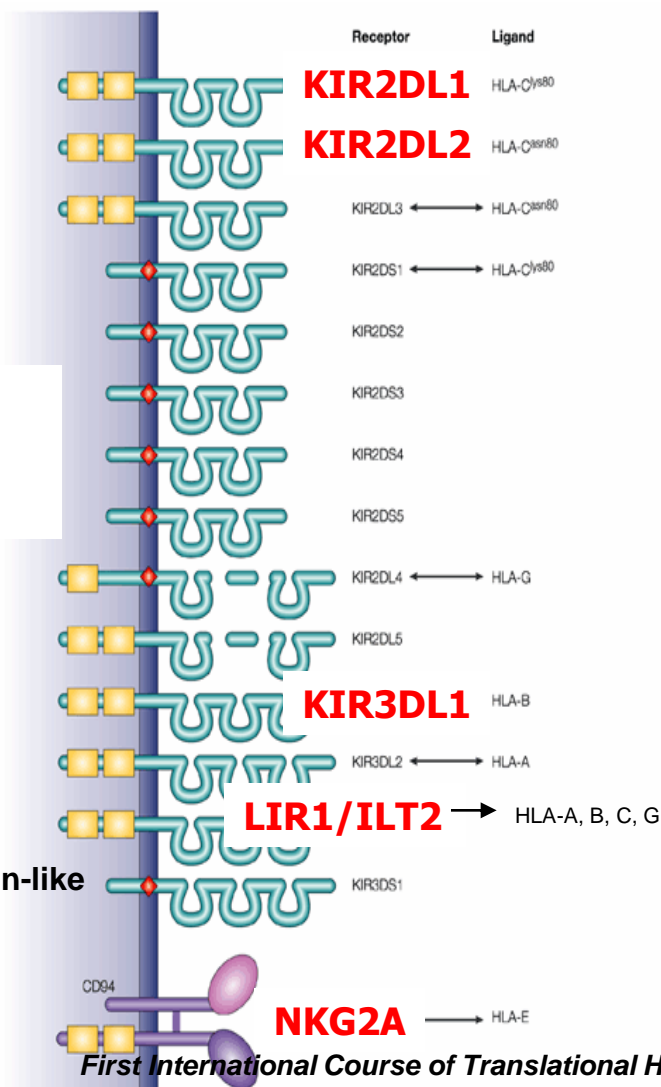 Receptor Ligand
KIR2DL1 HLA-Clys80
KIR2DL2 HLA-Casn80
KIR2DL3 HLA-Casn80
KIR2DS1 HLA-Clys80
KIR2DS2
KIR2DS3
KIR2DS4
KIR2DS5
KIR2DL4 HLA-G
KIR2DL5
KIR3DL1 HLA-B
KIR3DL2 HLA-A
LIR1/ILT2 HLA-A, B, C, G
n-like KIR3DS1
CD94
NKG2A HLA-E
First International Course of Translational H